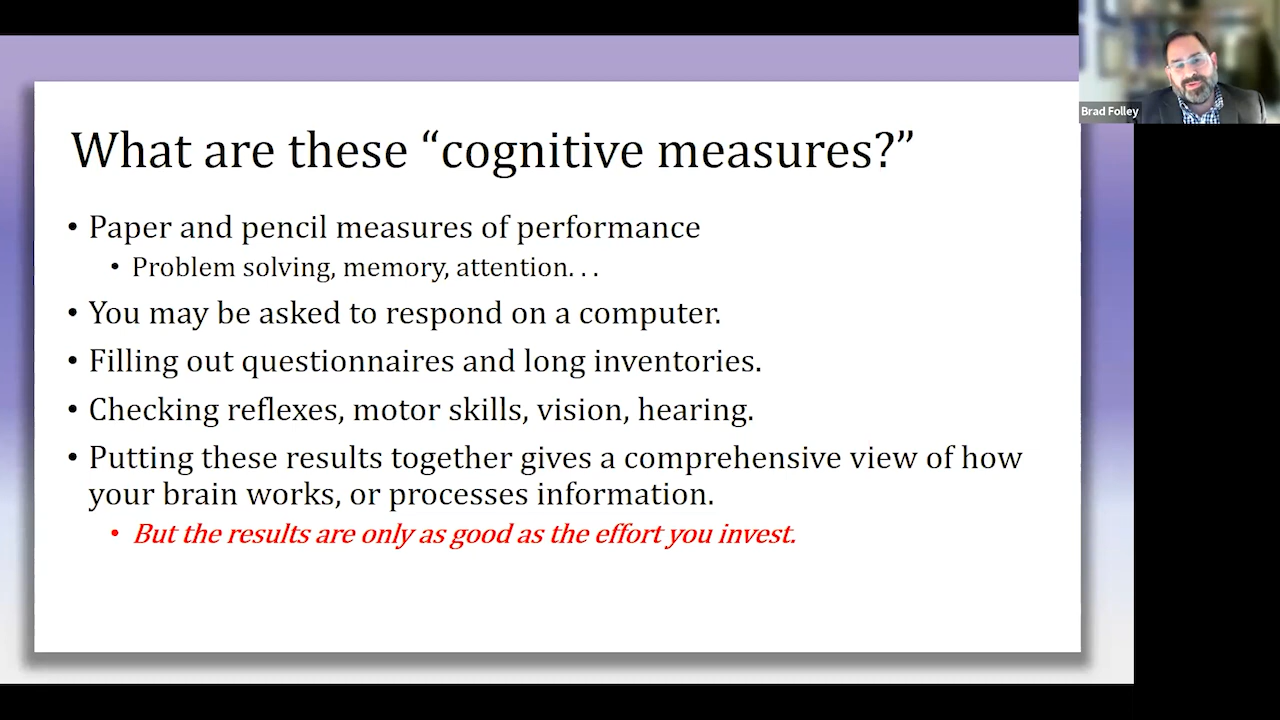 What are these “cognitive measures?”
• Paper and pencil measures of performance
• Problem solving, memory, attention. . .
• You may be asked to respond on a computer.
• Filling out questionnaires and long inventories.
• Checking reflexes, motor skills, vision, hearing.
• Putting these results together gives a comprehensive view of how
your brain works, or processes information.
• But the results are only as good as the effort you invest.
Brad Folley